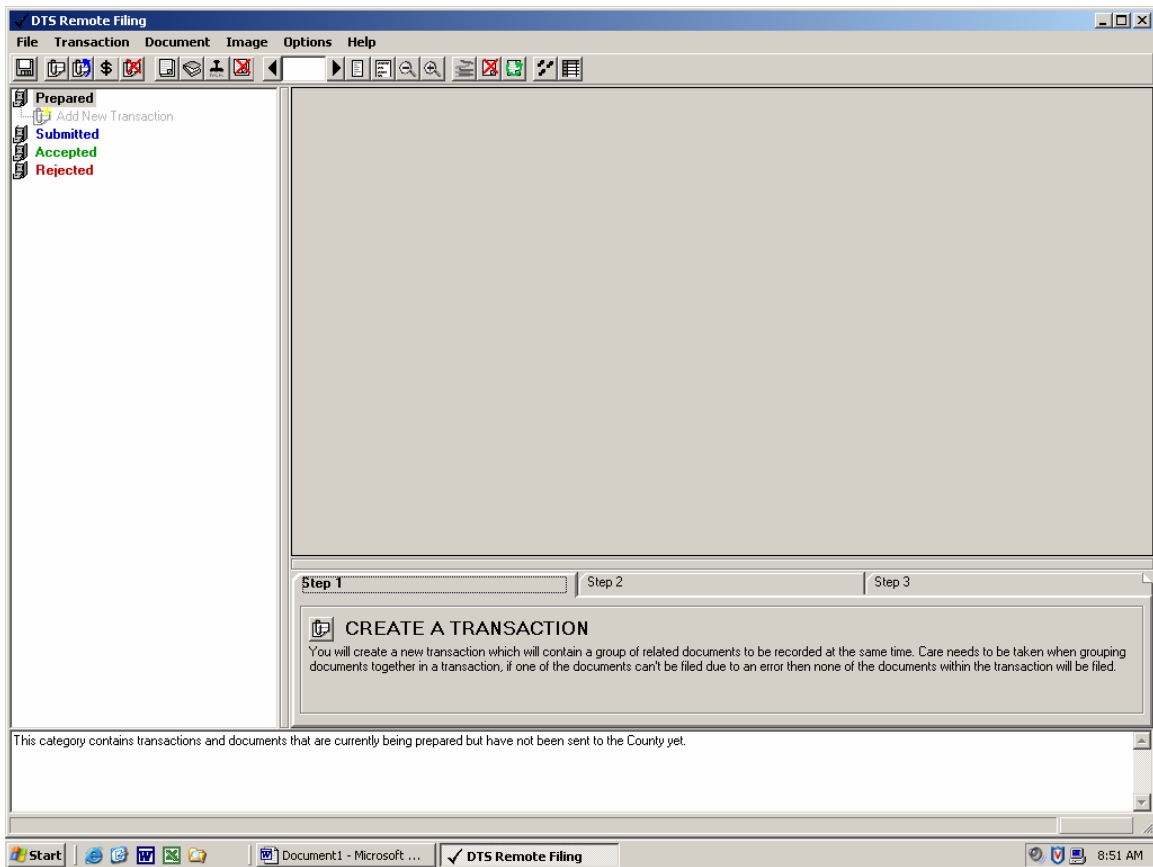 DTS Remote Filing
File Transaction Document Image Options Help
Prepared
Add New Transaction
Submitted
Accepted
Rejected
Step 1 Step 2 Step 3
CREATE A TRANSACTION
You will create a new transaction which will contain a group of related documents to be recorded at the same time. Care needs to be taken when grouping
documents together in a transaction, if one of the documents can't be filed due to an error then none of the documents within the transaction will be filed.
This category contains transactions and documents that are currently being prepared but have not been sent to the County yet.
Start Document1 - Microsoft ... DTS Remote Filing 8:51 AM